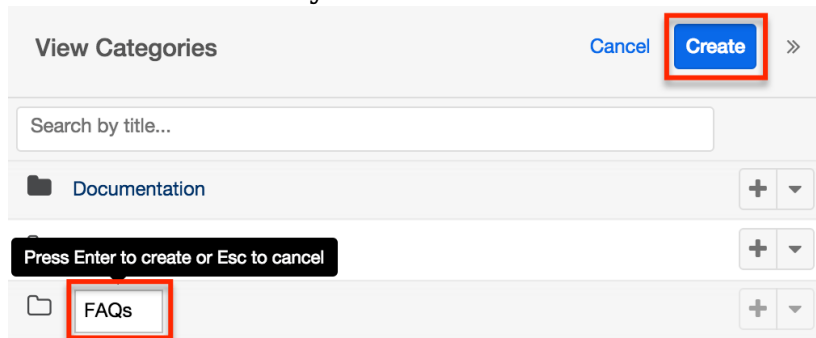 View Categories Cancel Create »
Search by title...
Documentation
Press Enter to create or Esc to cancel
FAQs